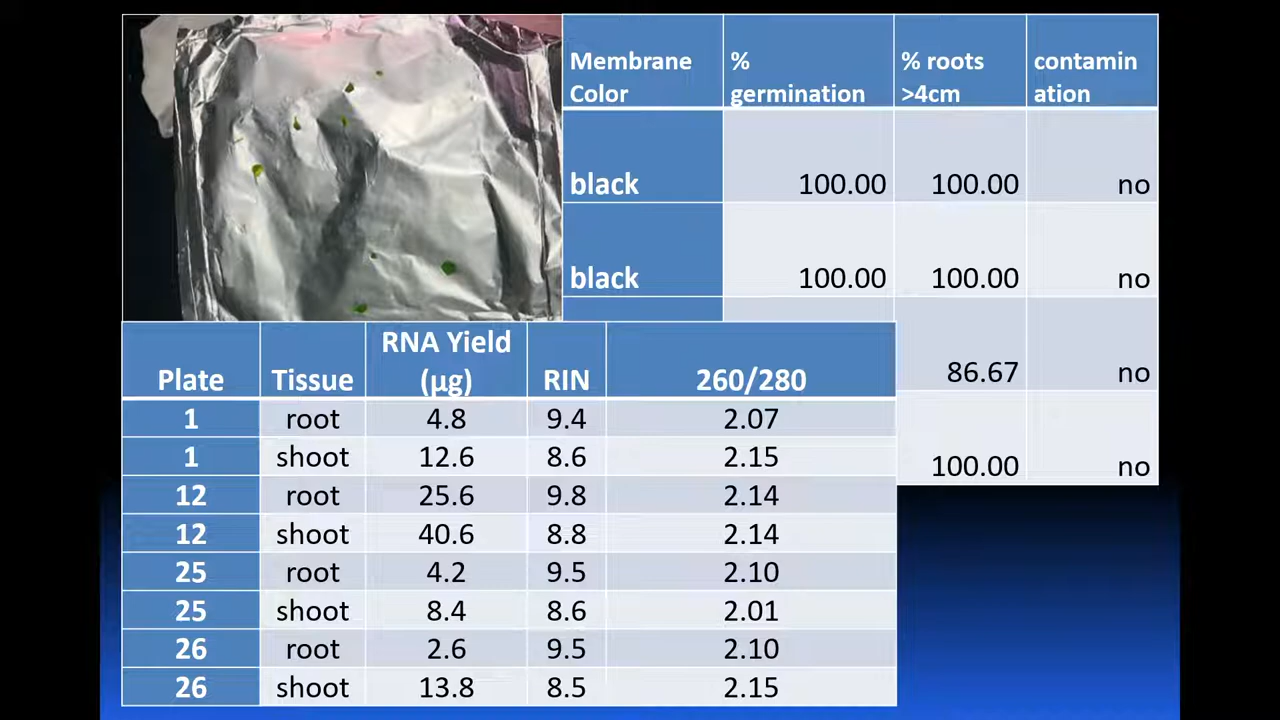 Membrane Color % germination % roots >4cm contamin ation
black 100.00 100.00 no
black 100.00 100.00 no
86.67 no
100.00 no
Plate Tissue RNA Yield (µg) RIN 260/280
1 root 4.8 9.4 2.07
1 shoot 12.6 8.6 2.15
12 root 25.6 9.8 2.14
12 shoot 40.6 8.8 2.14
25 root 4.2 9.5 2.10
25 shoot 8.4 8.6 2.01
26 root 2.6 9.5 2.10
26 shoot 13.8 8.5 2.15